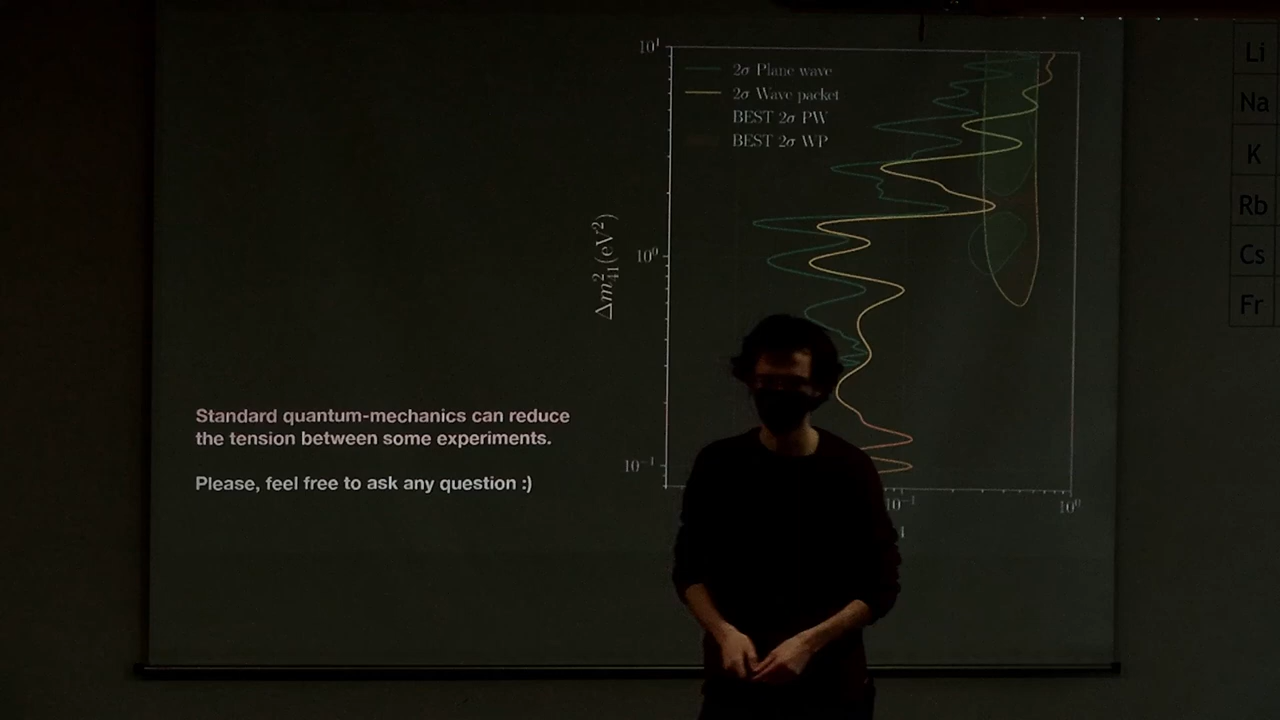 10¹
2σ Plane wave
2σ Wave packet
BEST 2σ PW
BEST 2σ WP
Δm²₄₁(eV²)
10⁰
10⁻¹
10⁻¹
10⁰
Standard quantum-mechanics can reduce
the tension between some experiments.
Please, feel free to ask any question :)
Li
Na
K
Rb
Cs
Fr